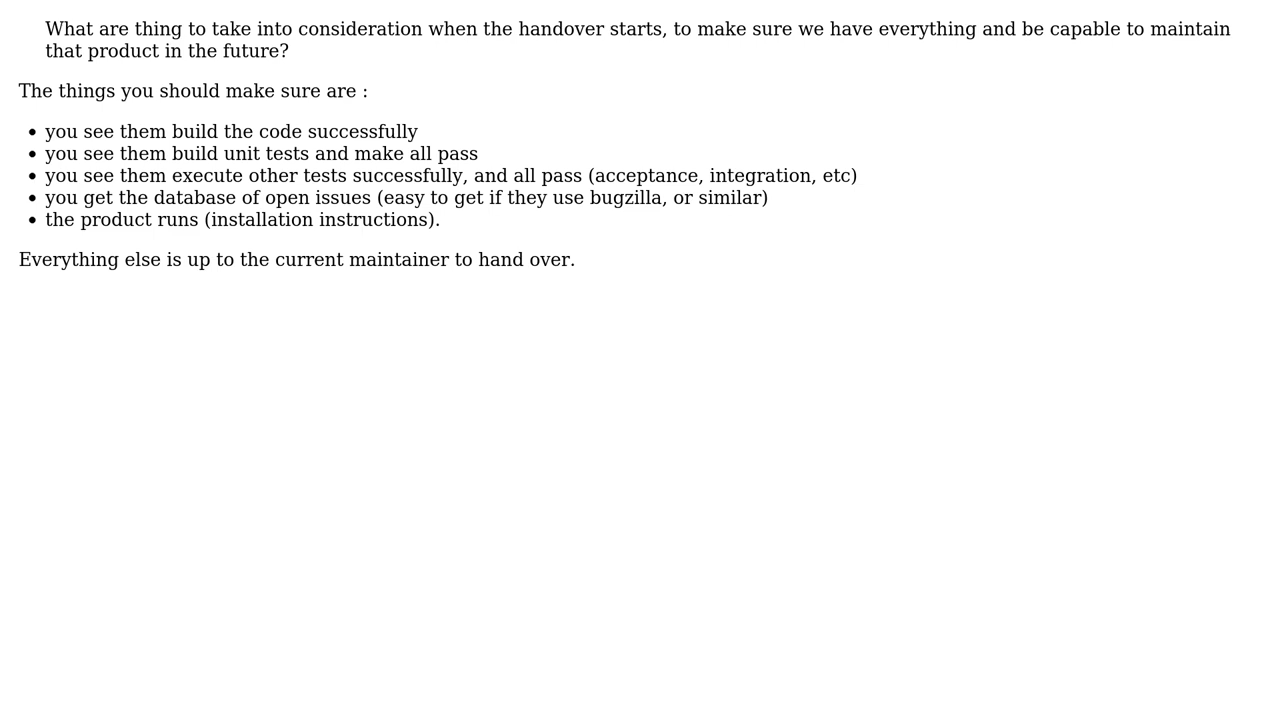 What are thing to take into consideration when the handover starts, to make sure we have everything and be capable to maintain
that product in the future?
The things you should make sure are :
• you see them build the code successfully
• you see them build unit tests and make all pass
• you see them execute other tests successfully, and all pass (acceptance, integration, etc)
• you get the database of open issues (easy to get if they use bugzilla, or similar)
• the product runs (installation instructions).
Everything else is up to the current maintainer to hand over.